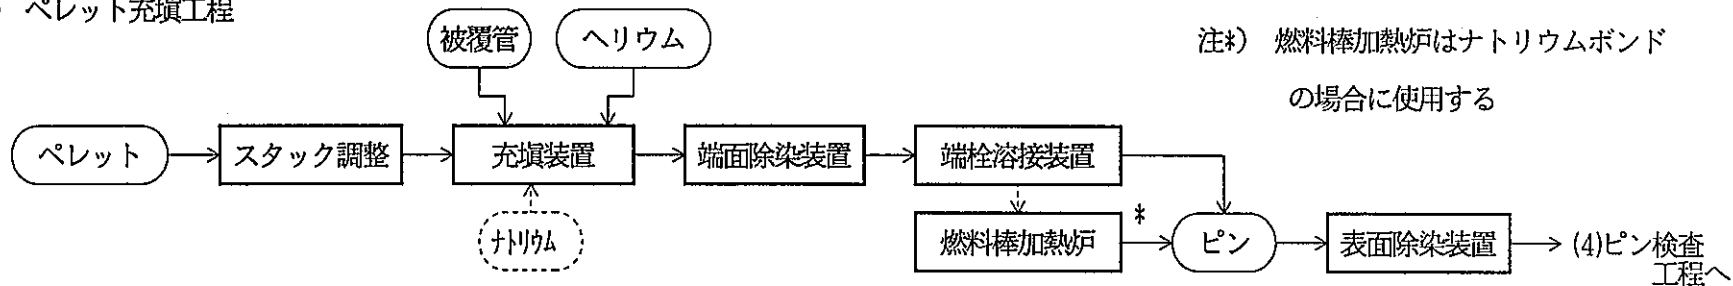 ペレット充塡工程
被覆管
ヘリウム
注*) 燃料棒加熱炉はナトリウムボンド
の場合に使用する
ペレット
スタック調整
充塡装置
端面除染装置
端栓溶接装置
ナトリウム
燃料棒加熱炉
*
ピン
表面除染装置
(4)ピン検査
工程へ